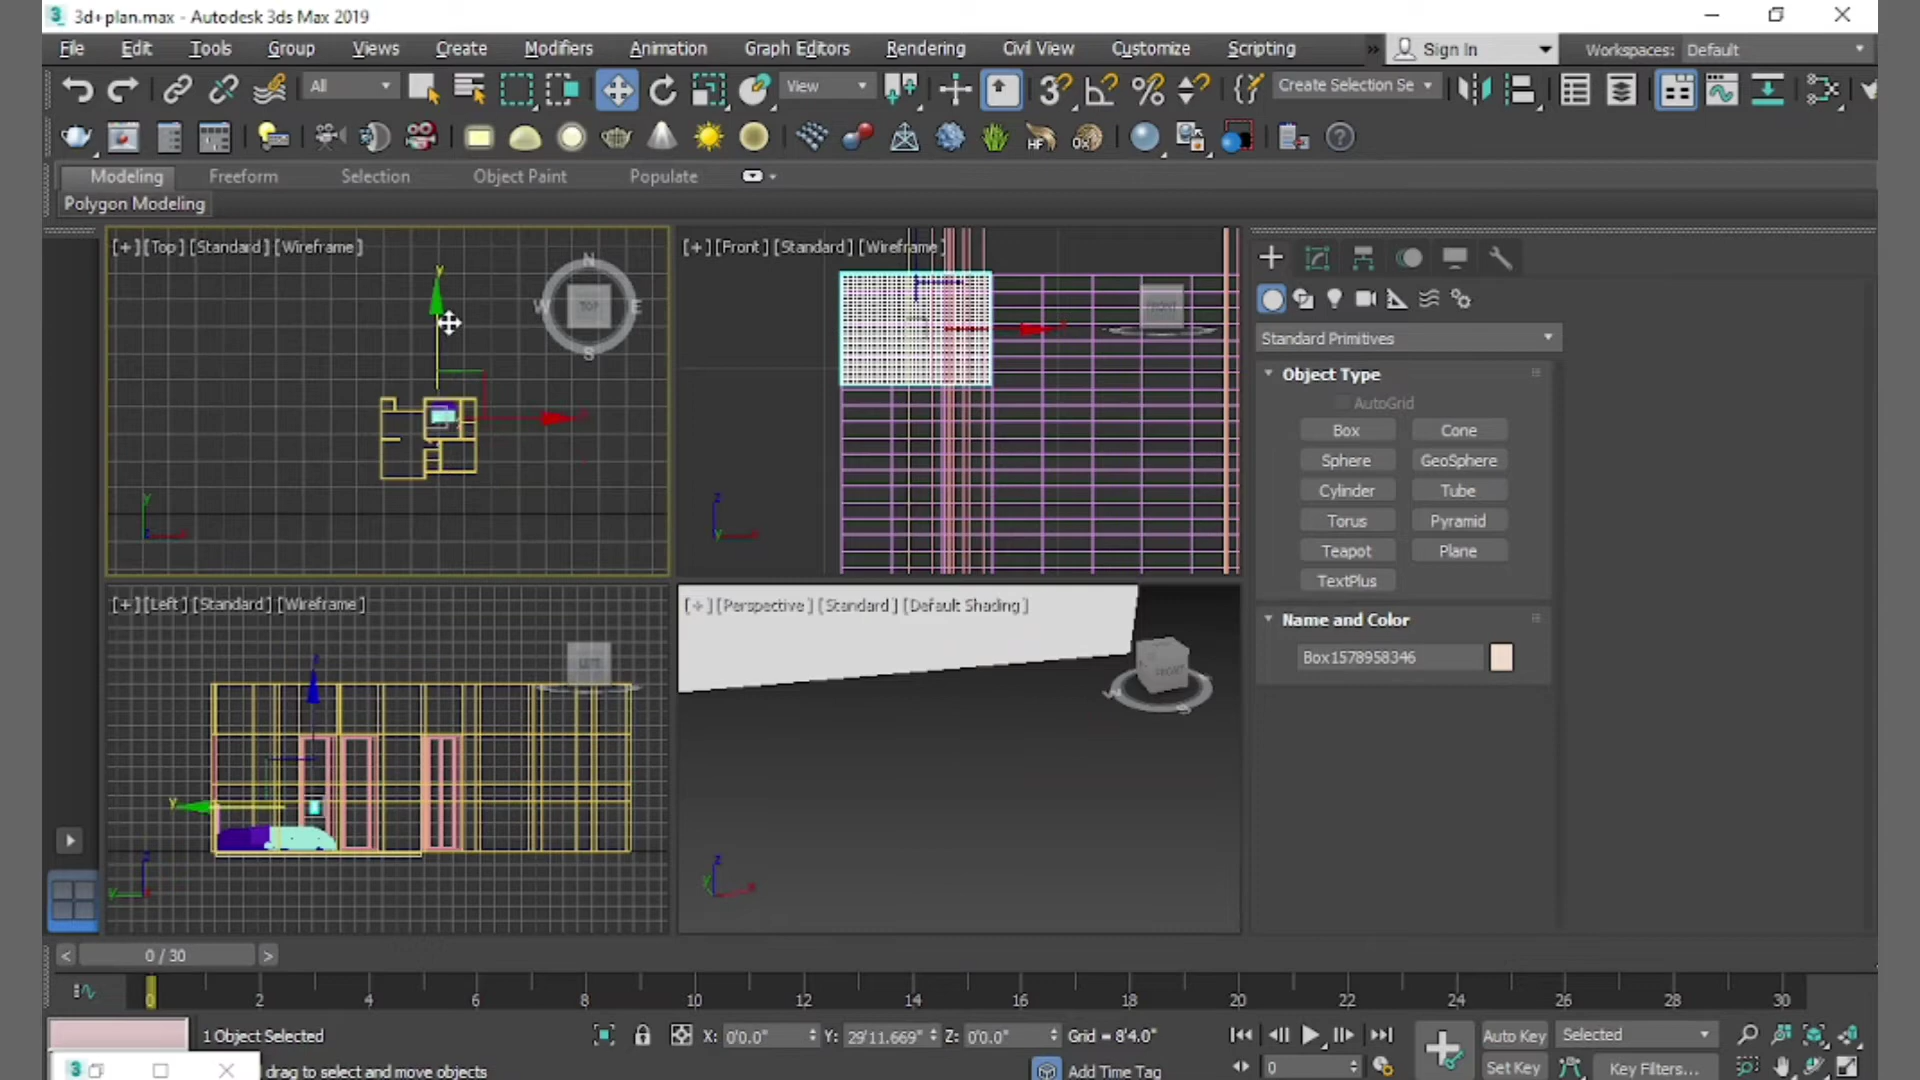 3d+plan.max - Autodesk 3ds Max 2019
File Edit Tools Group Views Create Modifiers Animation Graph Editors Rendering Civil View Customize Scripting » Sign In Workspaces: Default
All View Create Selection Se
Modeling Freeform Selection Object Paint Populate
Polygon Modeling
[+][Top][Standard][Wireframe]
[+][Front][Standard][Wireframe]
Standard Primitives
Object Type
AutoGrid
Box Cone
Sphere GeoSphere
Cylinder Tube
Torus Pyramid
Teapot Plane
TextPlus
Name and Color
Box1578958346
[+][Left][Standard][Wireframe]
[+][Perspective][Standard][Default Shading]
< 0 / 30 >
0 2 4 6 8 10 12 14 16 18 20 22 24 26 28 30
1 Object Selected X: 0'0.0" Y: 29'11.669" Z: 0'0.0" Grid = 8'4.0" Auto Key Selected
drag to select and move objects Add Time Tag 0 Set Key Key Filters...